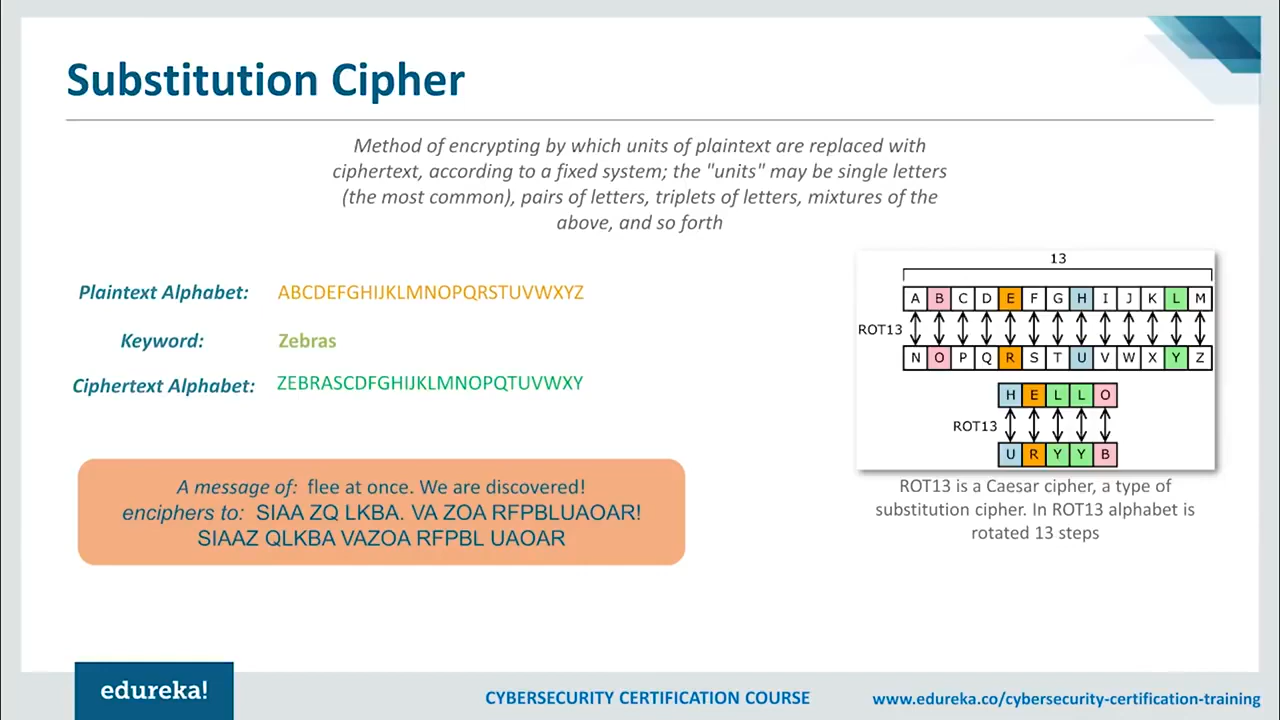 Substitution Cipher
Method of encrypting by which units of plaintext are replaced with
ciphertext, according to a fixed system; the "units" may be single letters
(the most common), pairs of letters, triplets of letters, mixtures of the
above, and so forth
Plaintext Alphabet: ABCDEFGHIJKLMNOPQRSTUVWXYZ
Keyword: Zebras
Ciphertext Alphabet: ZEBRASCDFGHIJKLMNOPQTUVWXY
A message of: flee at once. We are discovered!
enciphers to: SIAA ZQ LKBA. VA ZOA RFPBLUAOAR!
SIAAZ QLKBA VAZOA RFPBL UAOAR
13
A B C D E F G H I J K L M
ROT13
N O P Q R S T U V W X Y Z
H E L L O
ROT13
U R Y Y B
ROT13 is a Caesar cipher, a type of
substitution cipher. In ROT13 alphabet is
rotated 13 steps
edureka!
CYBERSECURITY CERTIFICATION COURSE
www.edureka.co/cybersecurity-certification-training